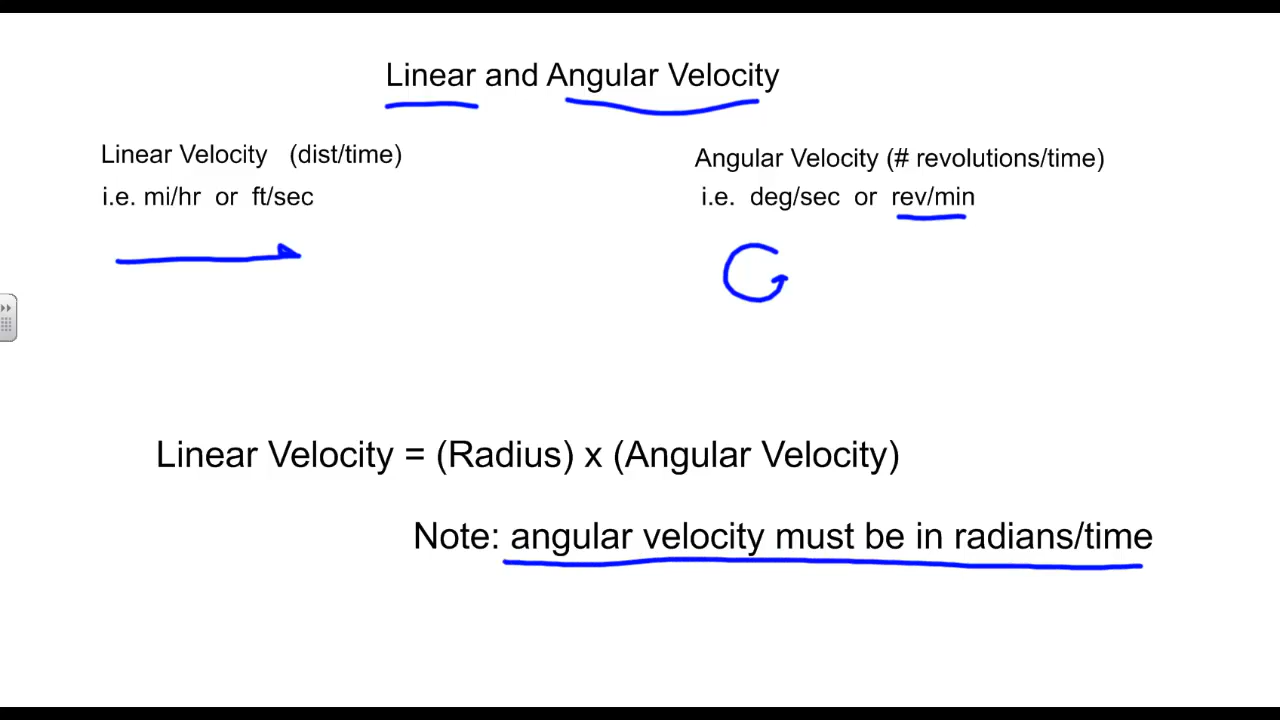 Linear and Angular Velocity
Linear Velocity (dist/time)
i.e. mi/hr or ft/sec
Angular Velocity (# revolutions/time)
i.e. deg/sec or rev/min
Linear Velocity = (Radius) x (Angular Velocity)
Note: angular velocity must be in radians/time